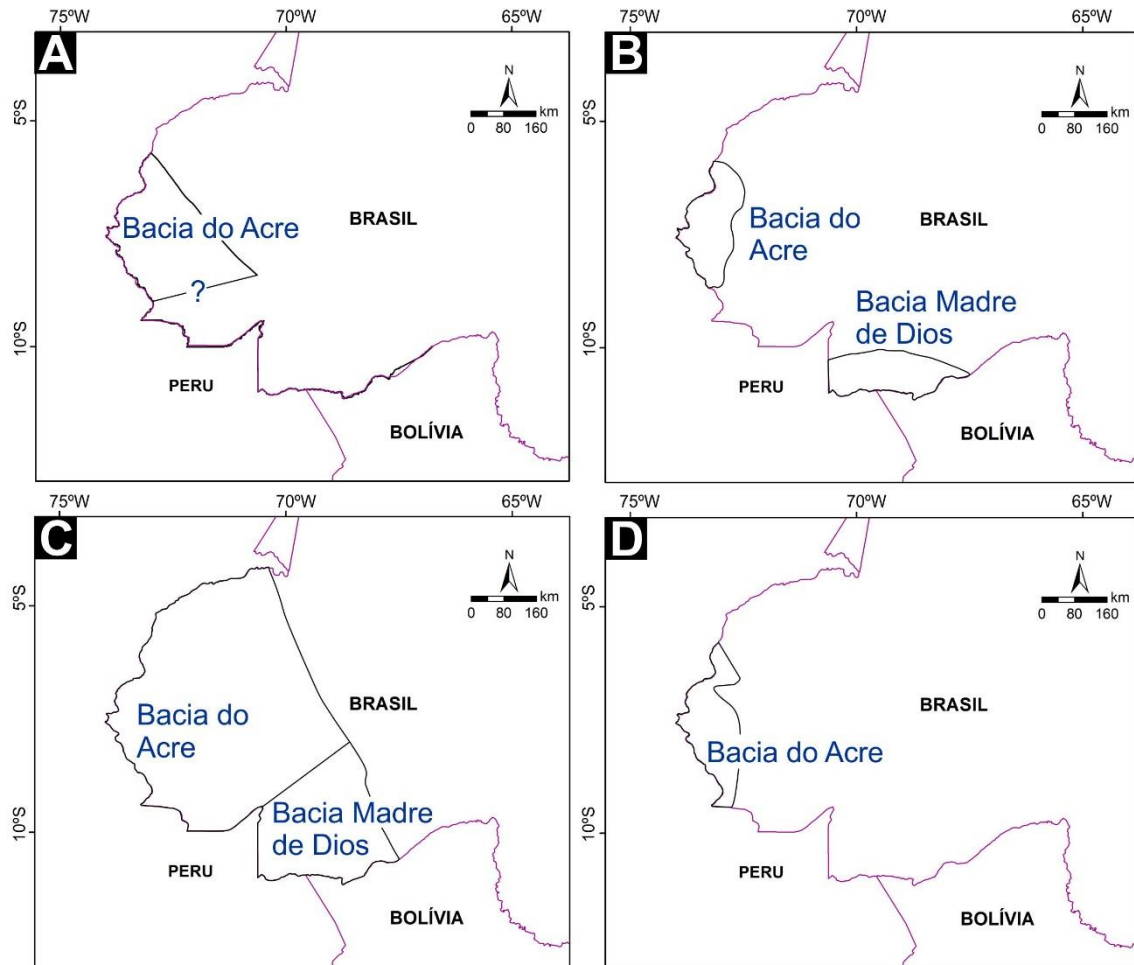 75ºW 70ºW 65ºW
A
N
km
0 80 160
5ºS
BRASIL
Bacia do Acre
?
10ºS
PERU
BOLÍVIA
75ºW 70ºW 65ºW
B
N
km
0 80 160
5ºS
Bacia do
Acre
BRASIL
Bacia Madre
de Dios
10ºS
PERU
BOLÍVIA
75ºW 70ºW 65ºW
C
N
km
0 80 160
5ºS
BRASIL
Bacia do
Acre
Bacia Madre
de Dios
10ºS
PERU
BOLÍVIA
75ºW 70ºW 65ºW
D
N
km
0 80 160
5ºS
BRASIL
Bacia do Acre
10ºS
PERU
BOLÍVIA